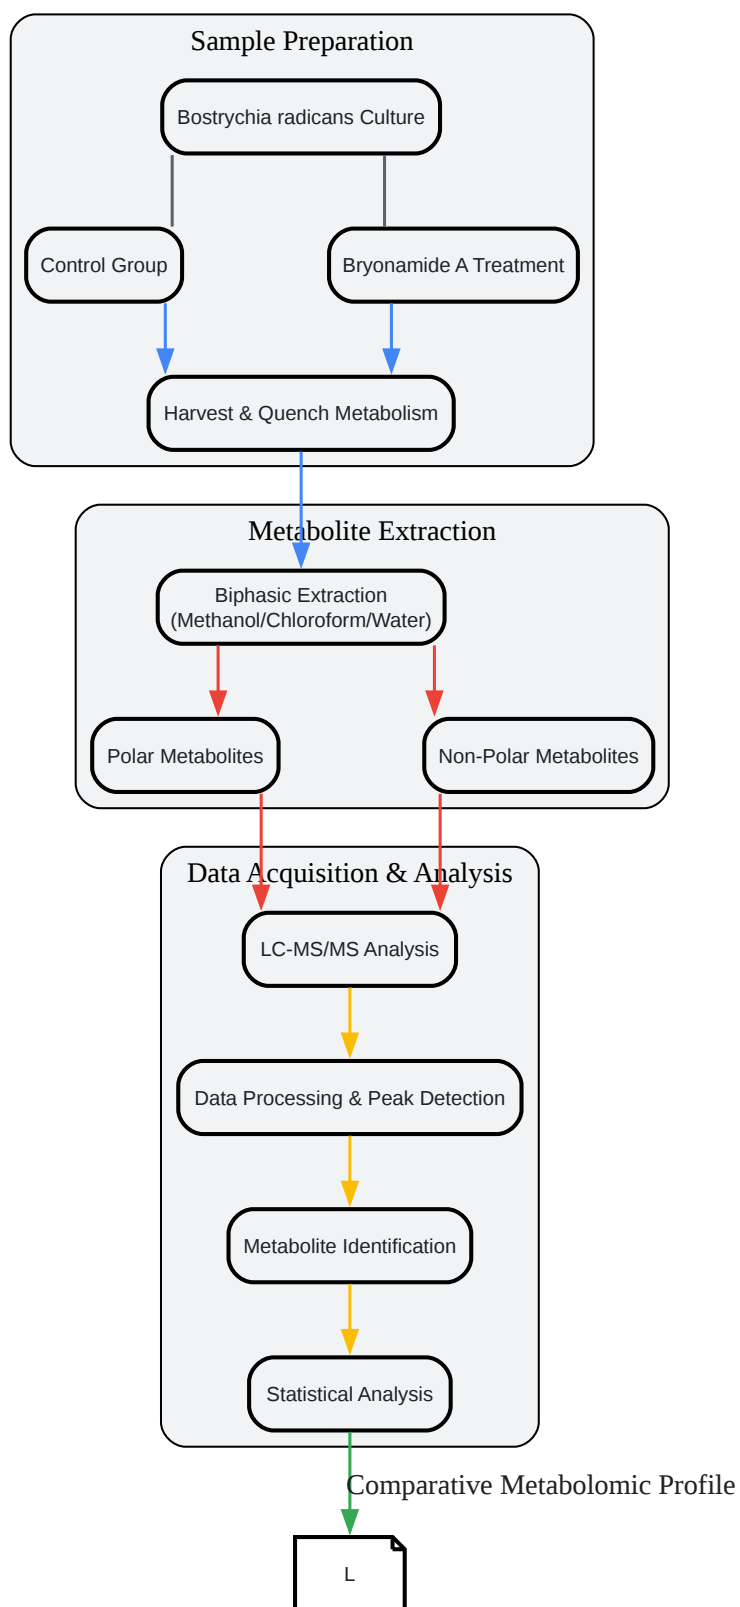 Sample Preparation
Bostrychia radicans Culture
Control Group
Bryonamide A Treatment
Harvest & Quench Metabolism
Metabolite Extraction
Biphasic Extraction
(Methanol/Chloroform/Water)
Polar Metabolites
Non-Polar Metabolites
Data Acquisition & Analysis
LC-MS/MS Analysis
Data Processing & Peak Detection
Metabolite Identification
Statistical Analysis
Comparative Metabolomic Profile
L